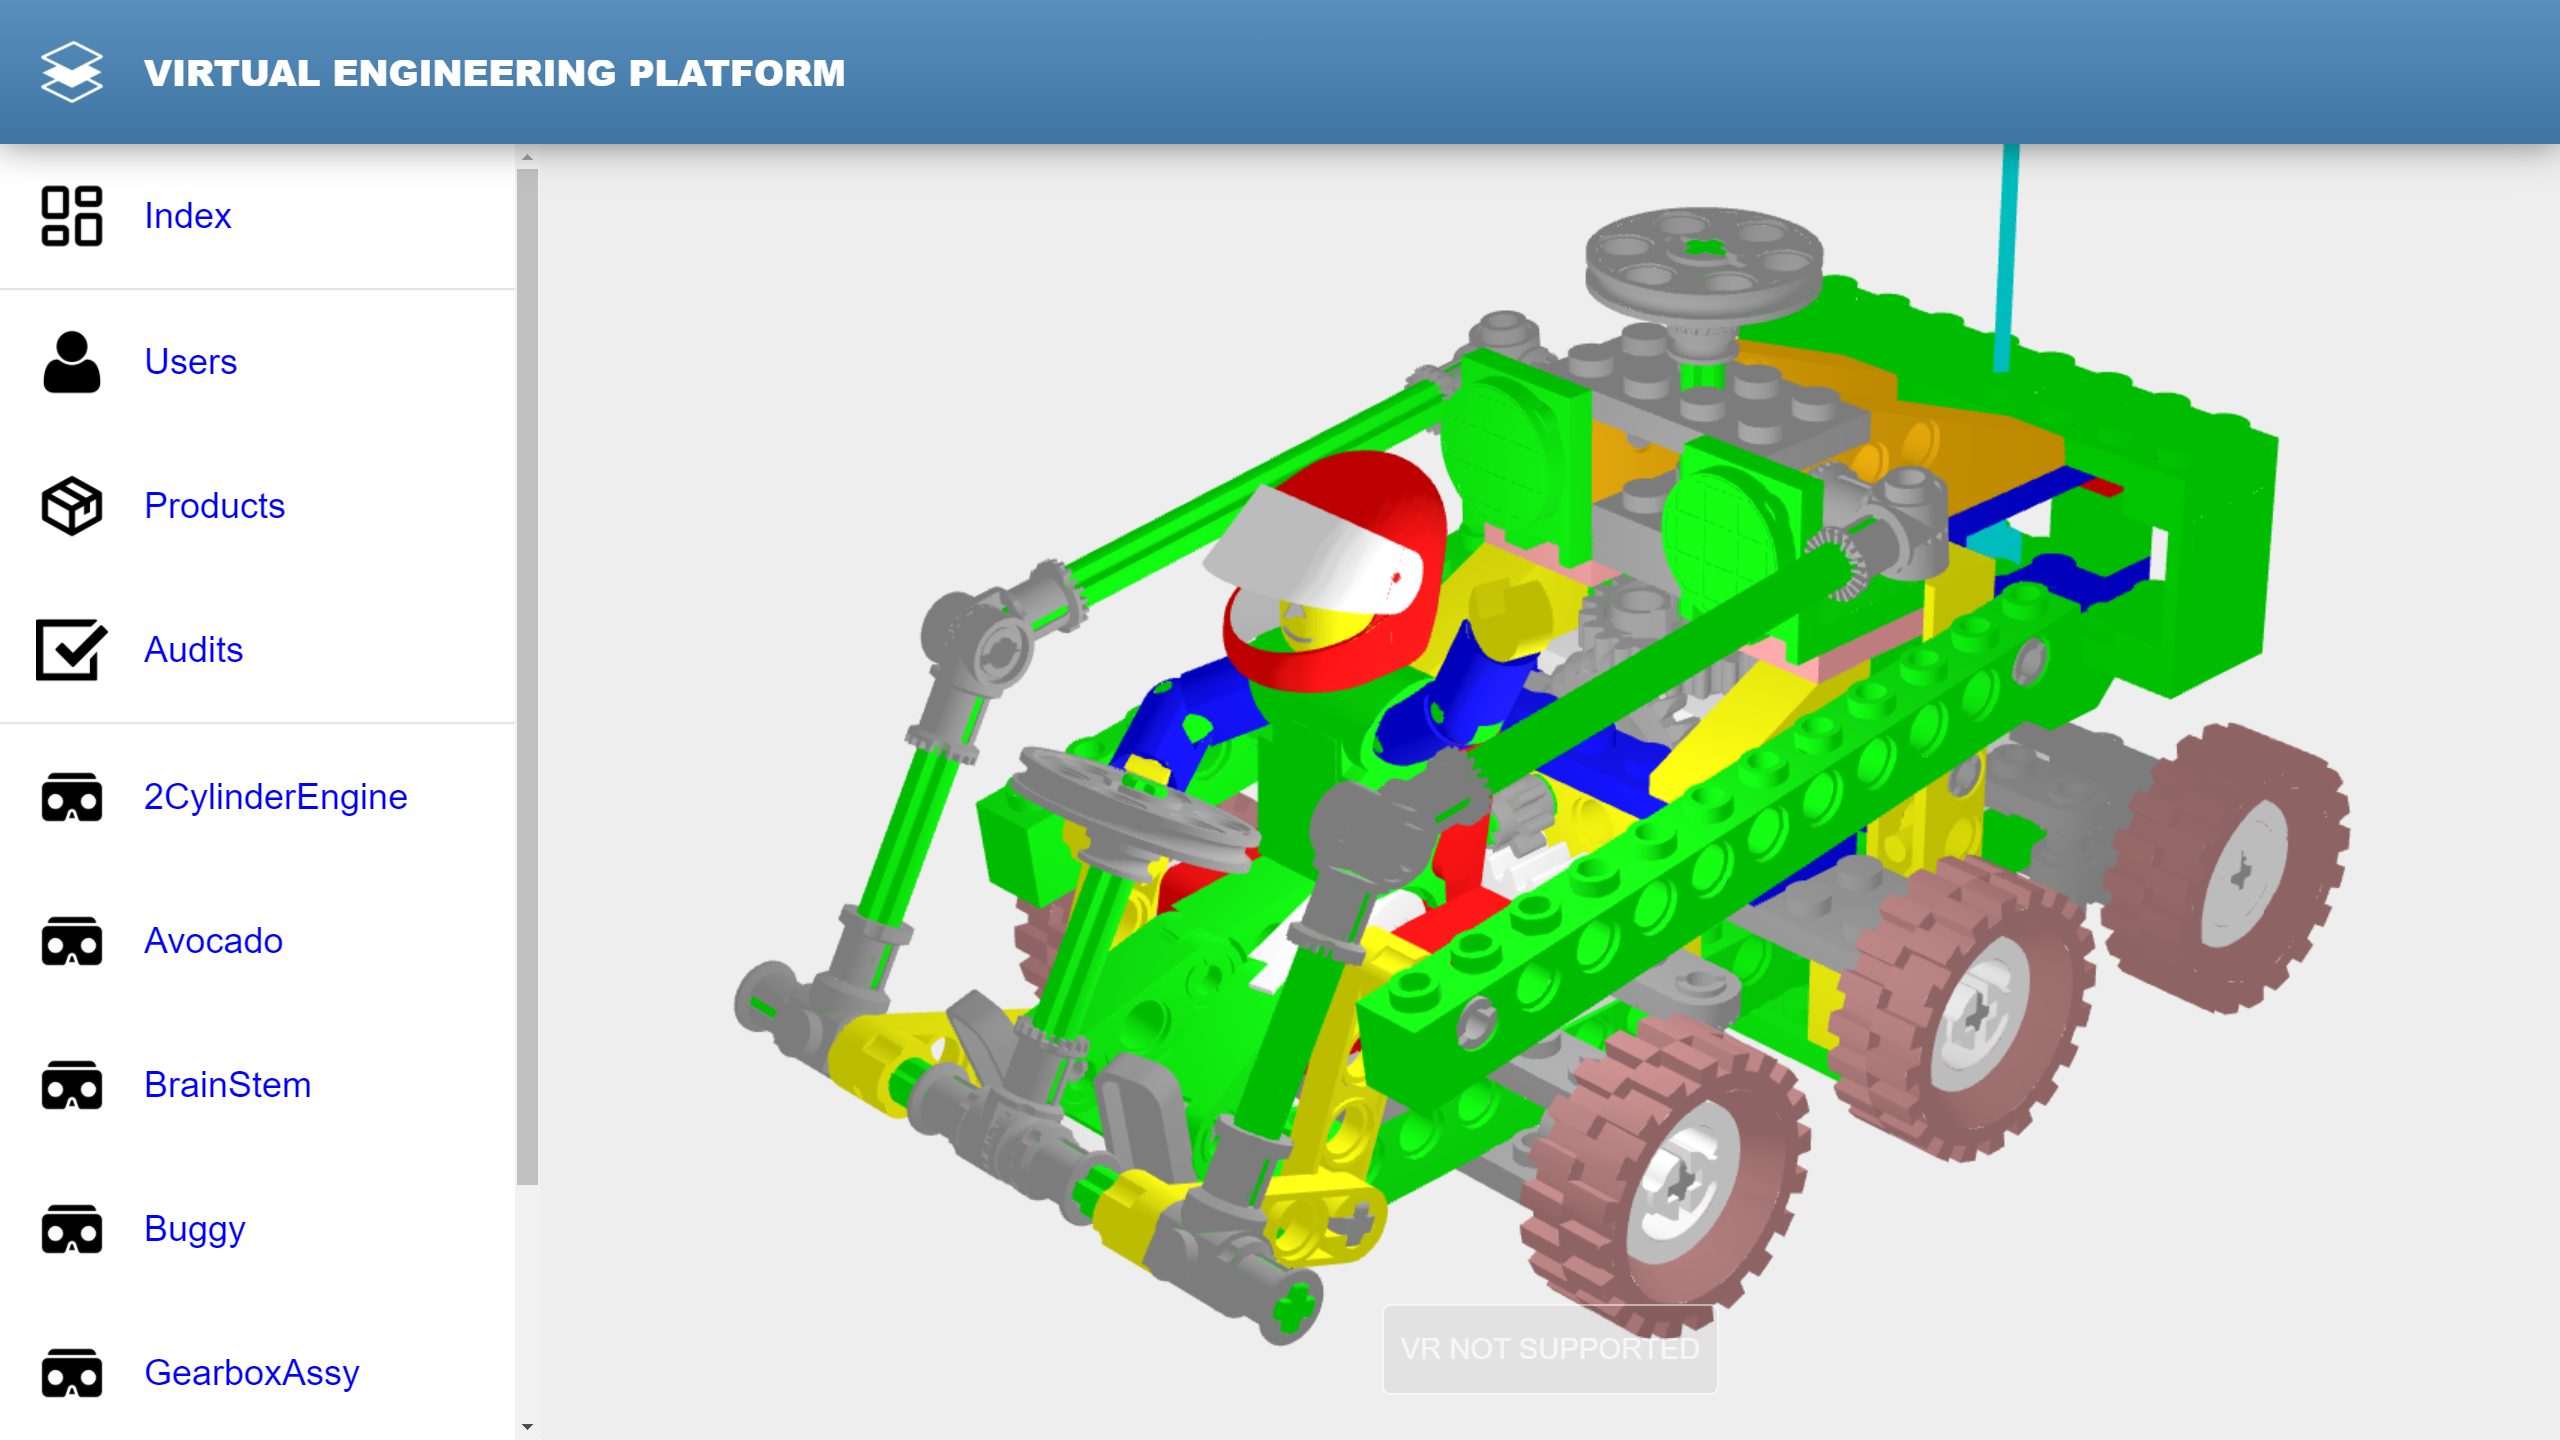 VIRTUAL ENGINEERING PLATFORM
Index
Users
Products
Audits
2CylinderEngine
Avocado
BrainStem
Buggy
GearboxAssy
VR NOT SUPPORTED